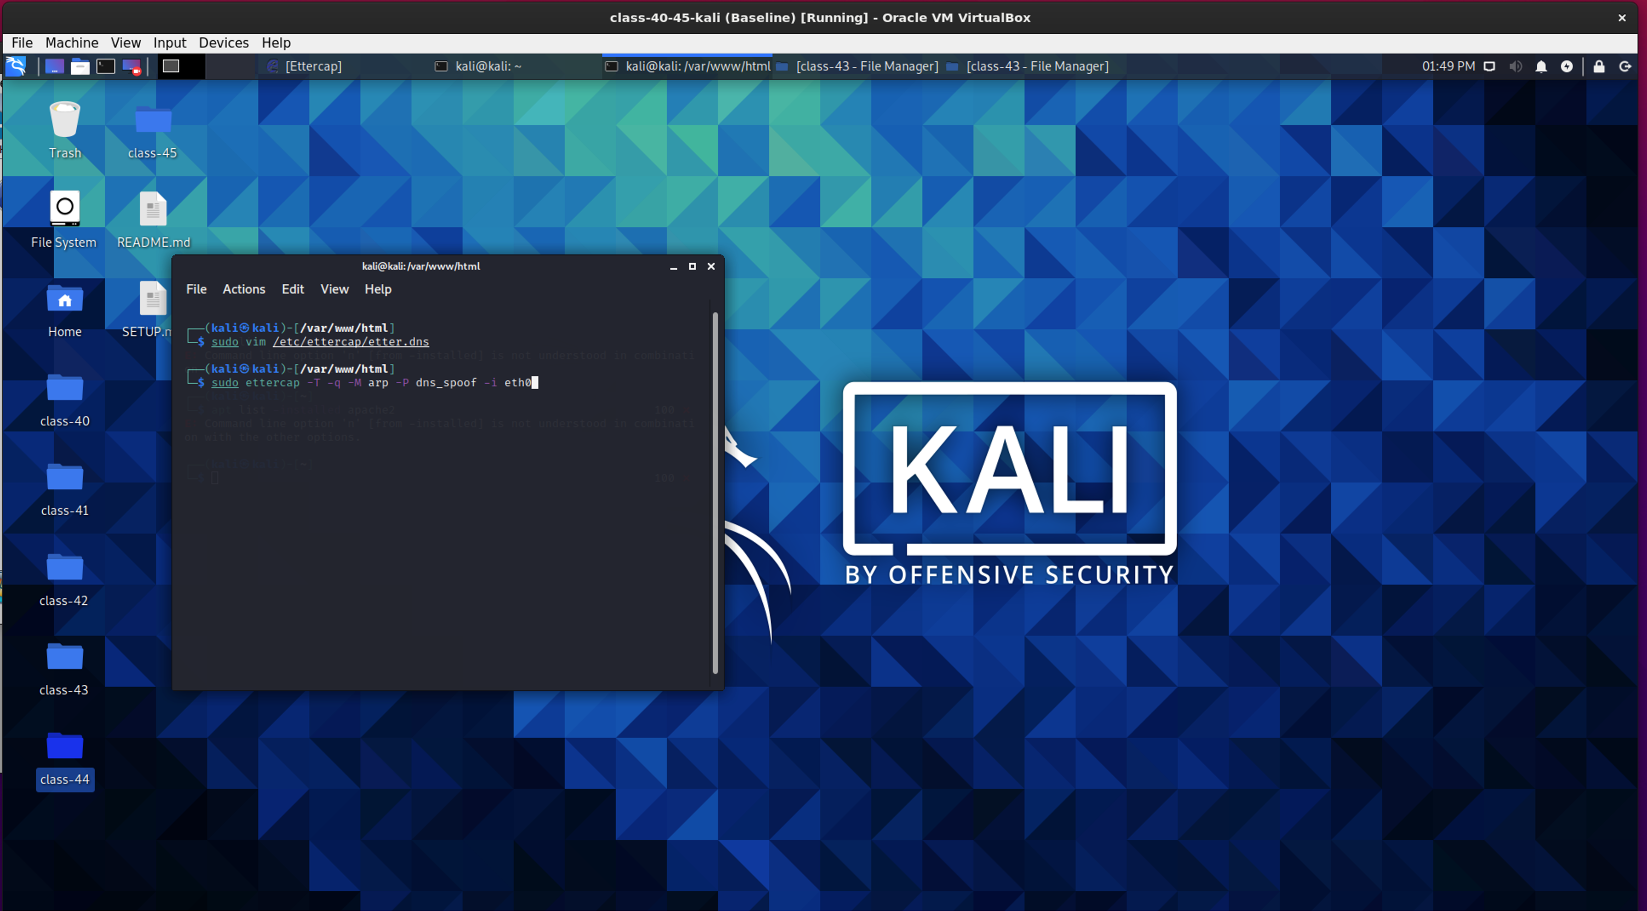 class-40-45-kali (Baseline) [Running] - Oracle VM VirtualBox
File Machine View Input Devices Help
[Ettercap]
kali@kali: ~
kali@kali: /var/www/html
[class-43 - File Manager]
[class-43 - File Manager]
01:49 PM
Trash
class-45
File System
README.md
Home
SETUP.m
class-40
class-41
class-42
class-43
class-44
kali@kali: /var/www/html
File Actions Edit View Help
(kali㉿kali)-[/var/www/html]
$ sudo vim /etc/ettercap/etter.dns
(kali㉿kali)-[/var/www/html]
$ sudo ettercap -T -q -M arp -P dns_spoof -i eth0
KALI
BY OFFENSIVE SECURITY